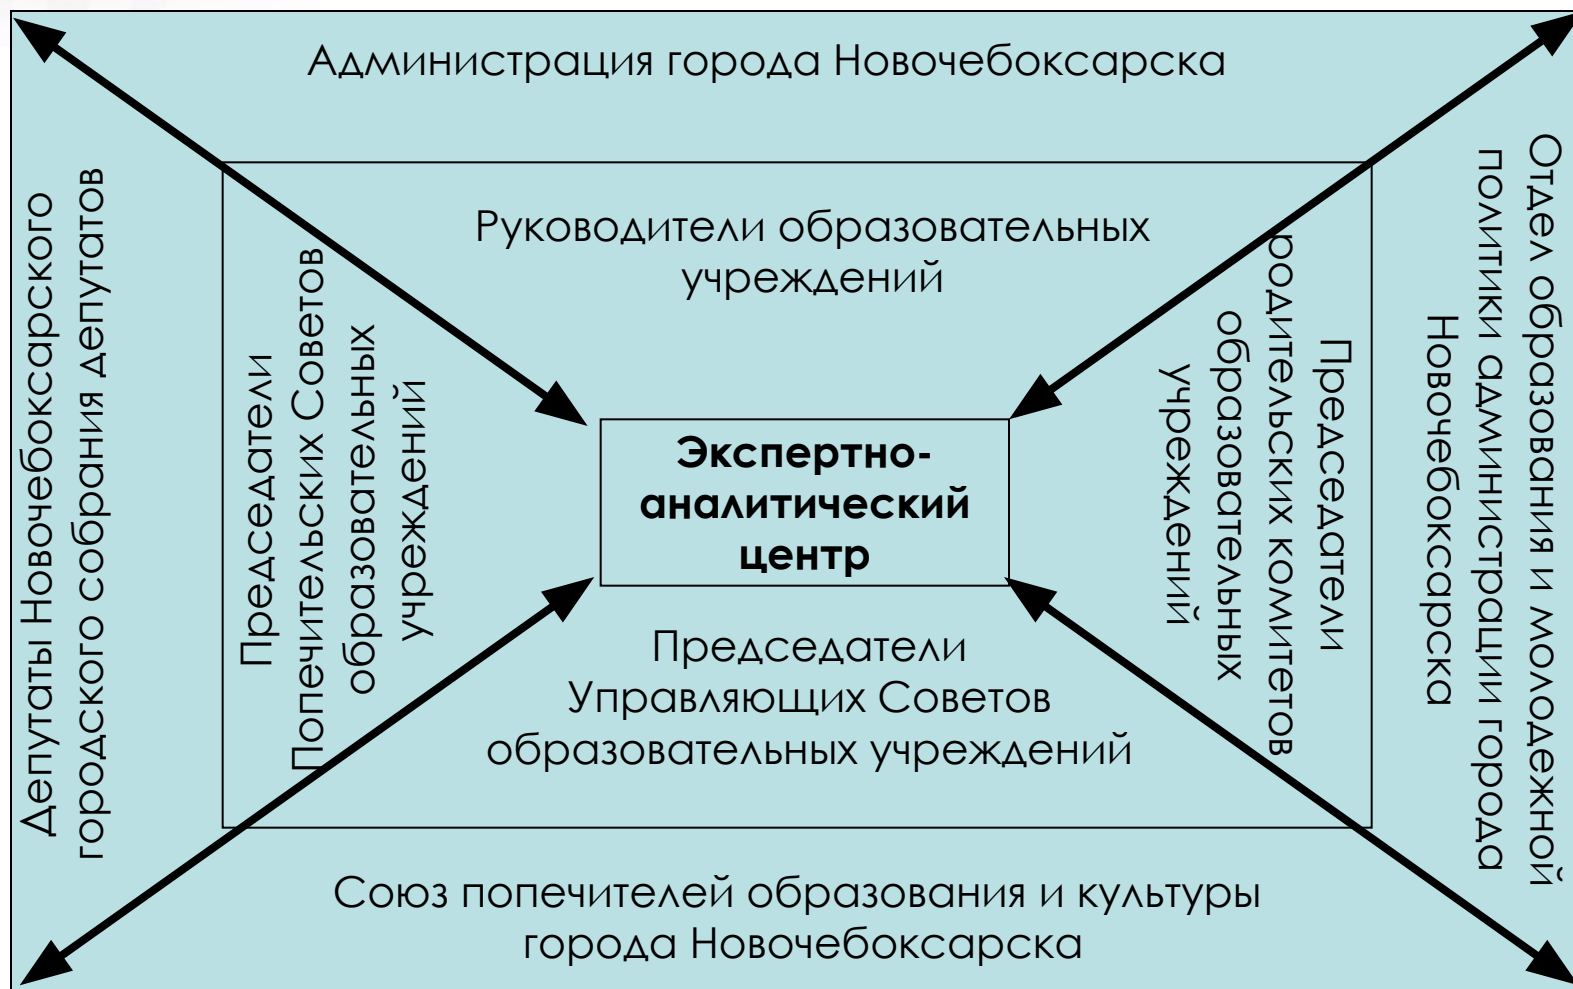 Администрация города Новочебоксарска
Депутаты Новочебоксарского
городского собрания депутатов
Отдел образования и молодежной
политики администрации города
Новочебоксарска
Руководители образовательных
учреждений
Председатели
Попечительских Советов
образовательных
учреждений
Председатели
родительских комитетов
образовательных
учреждений
Экспертно-
аналитический
центр
Председатели
Управляющих Советов
образовательных учреждений
Союз попечителей образования и культуры
города Новочебоксарска